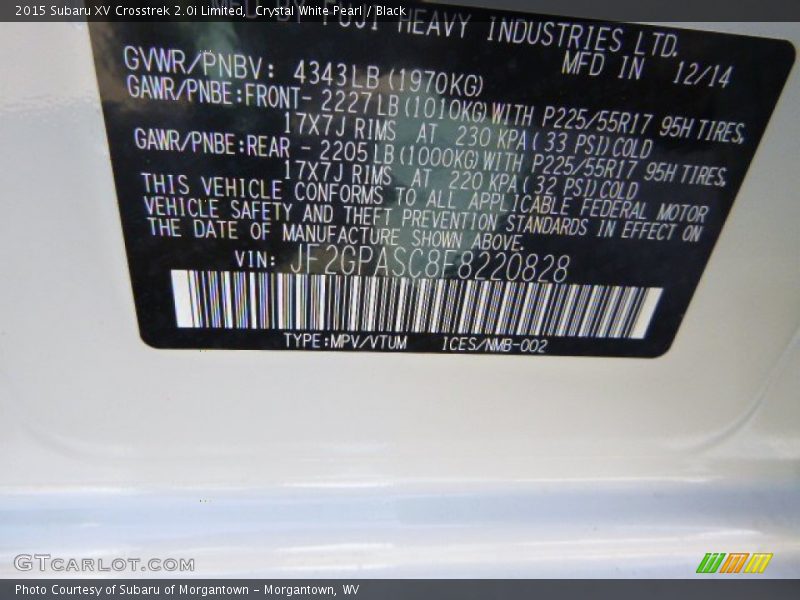 2015 Subaru XV Crosstrek 2.0i Limited,  Crystal White Pearl / Black
BY FUJI HEAVY INDUSTRIES LTD.
MFD IN 12/14
GVWR/PNBV: 4343LB(1970KG)
GAWR/PNBE:FRONT- 2227LB(1010KG)WITH P225/55R17 95H TIRES,
17X7J RIMS AT 230 KPA( 33 PSI)COLD
GAWR/PNBE:REAR - 2205LB(1000KG)WITH P225/55R17 95H TIRES,
17X7J RIMS AT 220 KPA( 32 PSI)COLD
THIS VEHICLE CONFORMS TO ALL APPLICABLE FEDERAL MOTOR
VEHICLE SAFETY AND THEFT PREVENTION STANDARDS IN EFFECT ON
THE DATE OF MANUFACTURE SHOWN ABOVE.
VIN: JF2GPASC8F8220828
TYPE:MPV/VTUM ICES/NMB-002
GTCARLOT.COM
Photo Courtesy of Subaru of Morgantown - Morgantown, WV